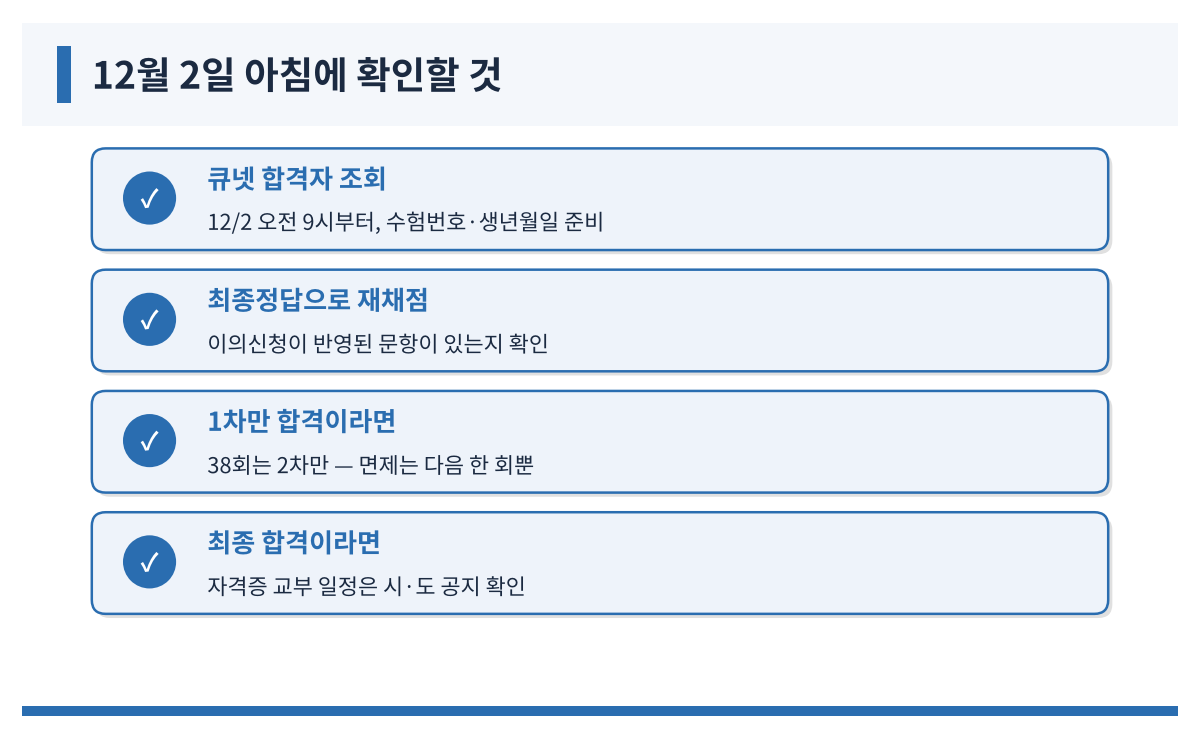 12월 2일 아침에 확인할 것
✓
큐넷 합격자 조회
12/2 오전 9시부터, 수험번호·생년월일 준비
✓
최종정답으로 재채점
이의신청이 반영된 문항이 있는지 확인
✓
1차만 합격이라면
38회는 2차만 — 면제는 다음 한 회뿐
✓
최종 합격이라면
자격증 교부 일정은 시·도 공지 확인